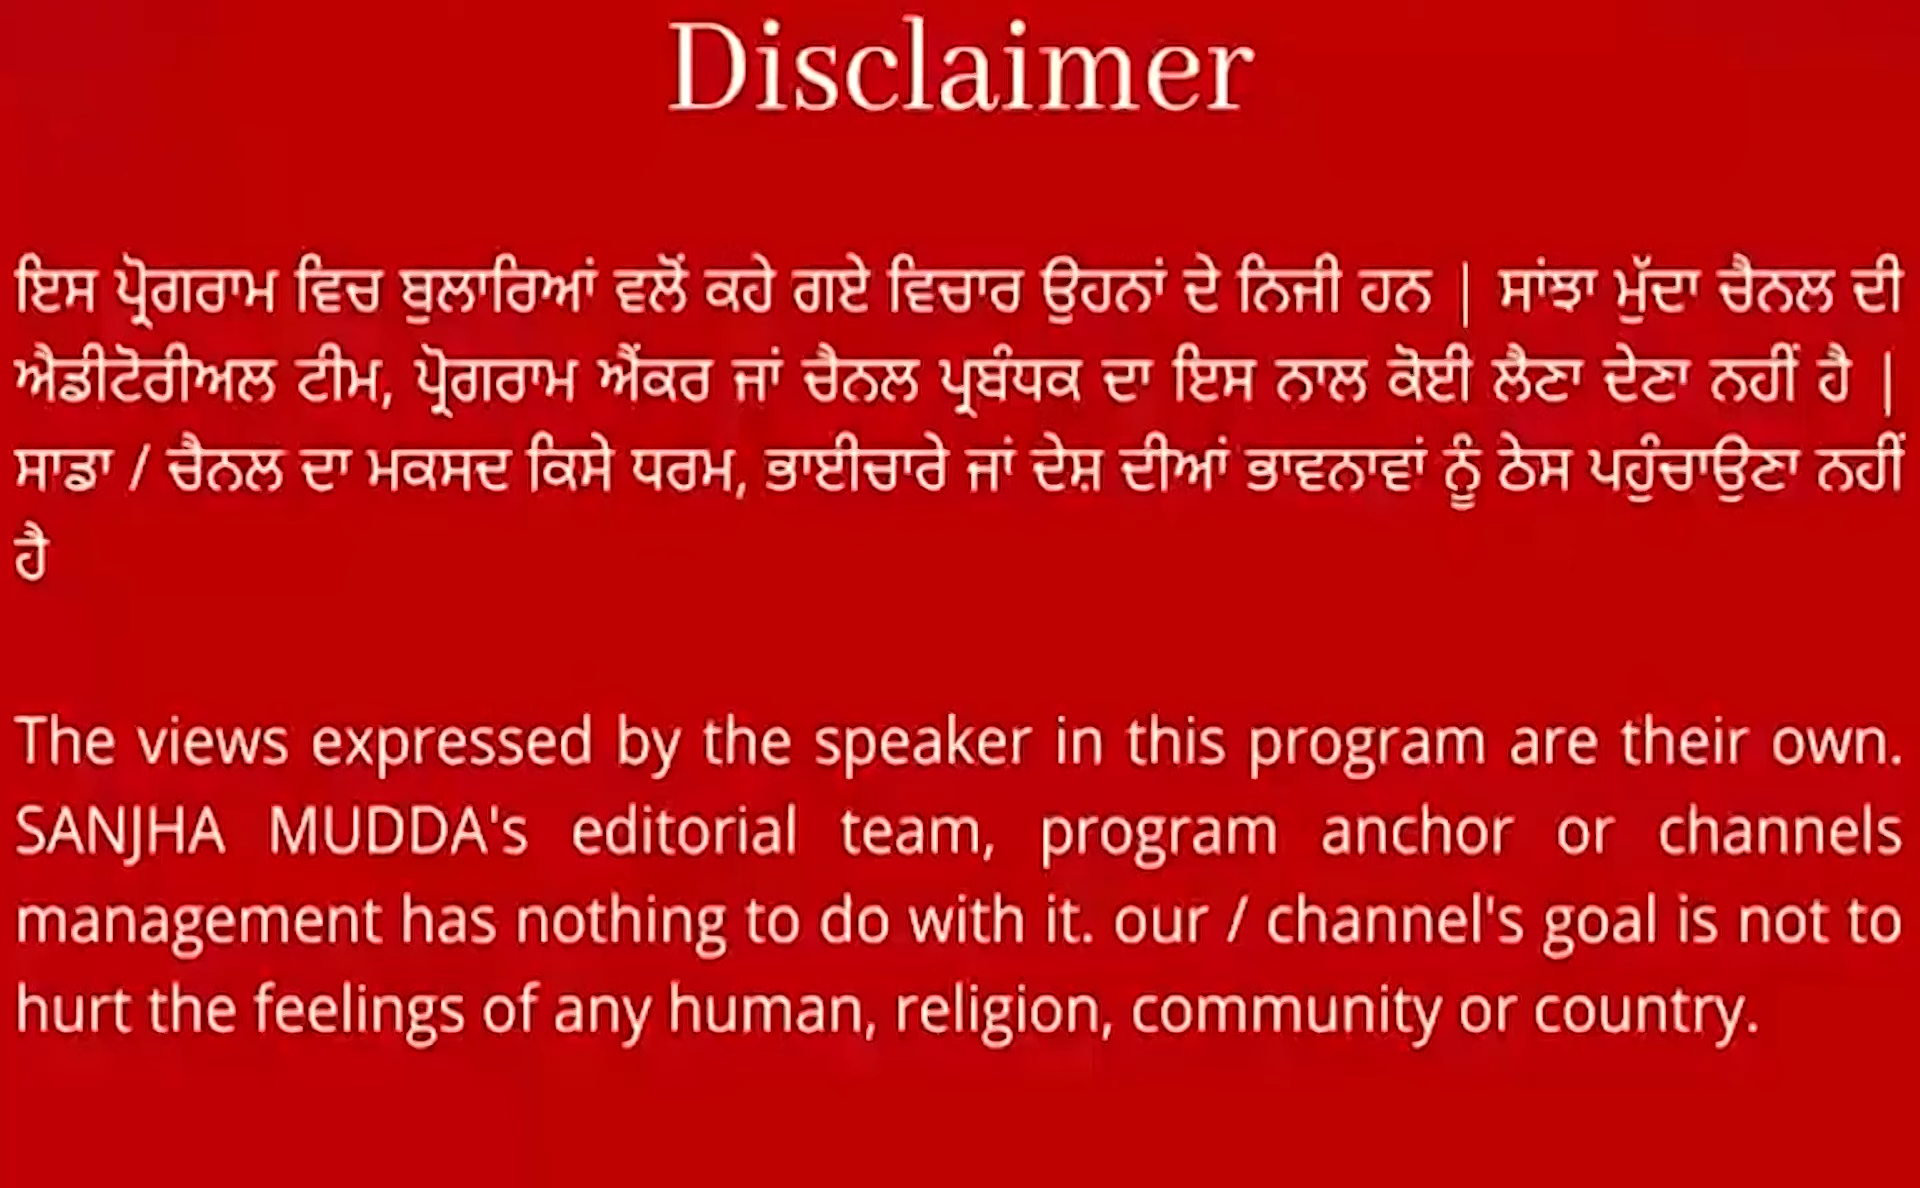 Disclaimer
ਇਸ ਪ੍ਰੋਗਰਾਮ ਵਿਚ ਬੁਲਾਰਿਆਂ ਵਲੋਂ ਕਹੇ ਗਏ ਵਿਚਾਰ ਉਹਨਾਂ ਦੇ ਨਿਜੀ ਹਨ | ਸਾਂਝਾ ਮੁੱਦਾ ਚੈਨਲ ਦੀ
ਐਡੀਟੋਰੀਅਲ ਟੀਮ, ਪ੍ਰੋਗਰਾਮ ਐਂਕਰ ਜਾਂ ਚੈਨਲ ਪ੍ਰਬੰਧਕ ਦਾ ਇਸ ਨਾਲ ਕੋਈ ਲੈਣਾ ਦੇਣਾ ਨਹੀਂ ਹੈ |
ਸਾਡਾ / ਚੈਨਲ ਦਾ ਮਕਸਦ ਕਿਸੇ ਧਰਮ, ਭਾਈਚਾਰੇ ਜਾਂ ਦੇਸ਼ ਦੀਆਂ ਭਾਵਨਾਵਾਂ ਨੂੰ ਠੇਸ ਪਹੁੰਚਾਉਣਾ ਨਹੀਂ
ਹੈ
The views expressed by the speaker in this program are their own.
SANJHA MUDDA's editorial team, program anchor or channels
management has nothing to do with it. our / channel's goal is not to
hurt the feelings of any human, religion, community or country.